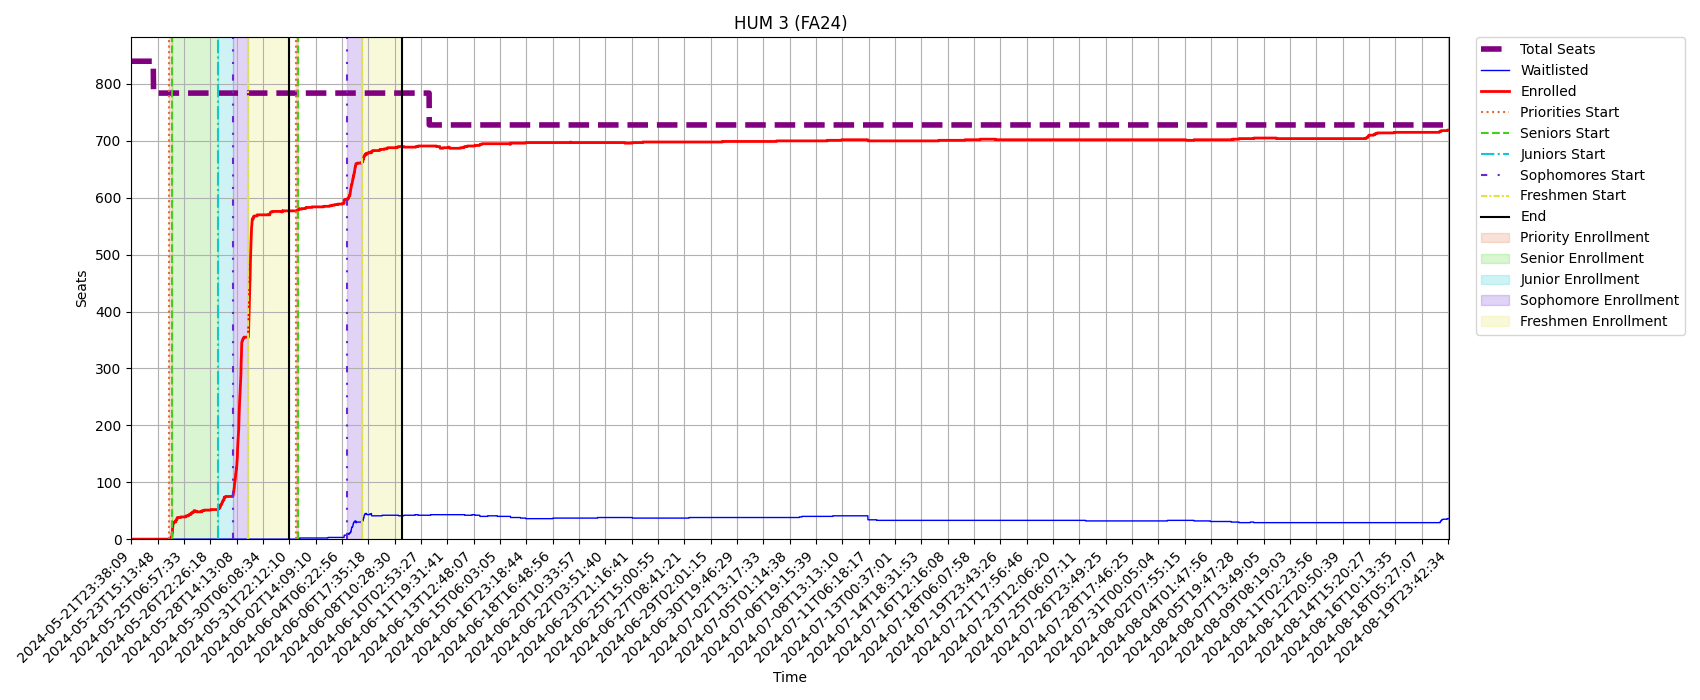 HUM 3 (FA24)
Seats
800
700
600
500
400
300
200
100
0
2024-05-21T23:38:09
2024-05-23T15:13:48
2024-05-25T06:57:33
2024-05-26T22:26:18
2024-05-28T14:13:08
2024-05-30T06:08:34
2024-05-31T22:12:10
2024-06-02T14:09:10
2024-06-04T06:22:56
2024-06-06T17:35:18
2024-06-08T10:28:30
2024-06-10T02:53:27
2024-06-11T19:31:41
2024-06-13T12:48:07
2024-06-15T06:03:05
2024-06-16T23:18:44
2024-06-18T16:48:56
2024-06-20T10:33:57
2024-06-22T03:51:40
2024-06-23T21:16:41
2024-06-25T15:00:55
2024-06-27T08:41:21
2024-06-29T02:01:15
2024-06-30T19:46:29
2024-07-02T13:17:33
2024-07-05T01:14:38
2024-07-06T19:15:39
2024-07-08T13:13:10
2024-07-11T06:18:17
2024-07-13T00:37:01
2024-07-14T18:31:53
2024-07-16T12:16:08
2024-07-18T06:07:58
2024-07-19T23:43:26
2024-07-21T17:56:46
2024-07-23T12:06:20
2024-07-25T06:07:11
2024-07-26T23:49:25
2024-07-28T17:46:25
2024-07-31T00:05:04
2024-08-02T07:55:15
2024-08-04T01:47:56
2024-08-05T19:47:28
2024-08-07T13:49:05
2024-08-09T08:19:03
2024-08-11T02:23:56
2024-08-12T20:50:39
2024-08-14T15:20:27
2024-08-16T10:13:35
2024-08-18T05:27:07
2024-08-19T23:42:34
Time
Total Seats
Waitlisted
Enrolled
Priorities Start
Seniors Start
Juniors Start
Sophomores Start
Freshmen Start
End
Priority Enrollment
Senior Enrollment
Junior Enrollment
Sophomore Enrollment
Freshmen Enrollment